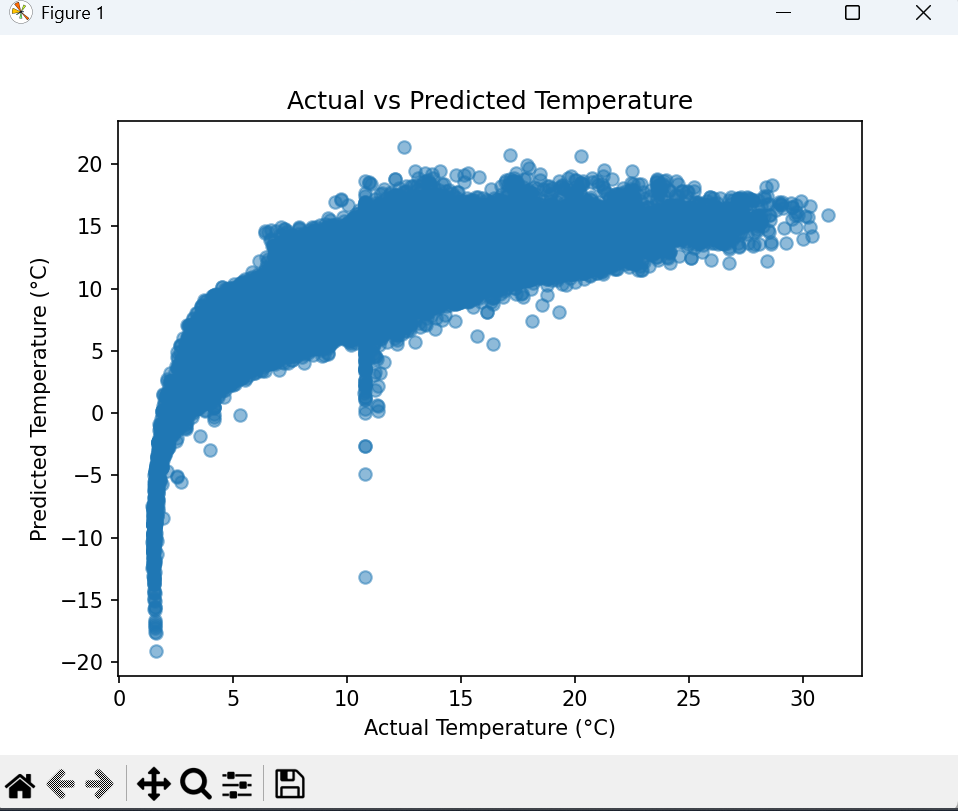 Figure 1
Actual vs Predicted Temperature
Predicted Temperature (°C)
20
15
10
5
0
−5
−10
−15
−20
0 5 10 15 20 25 30
Actual Temperature (°C)